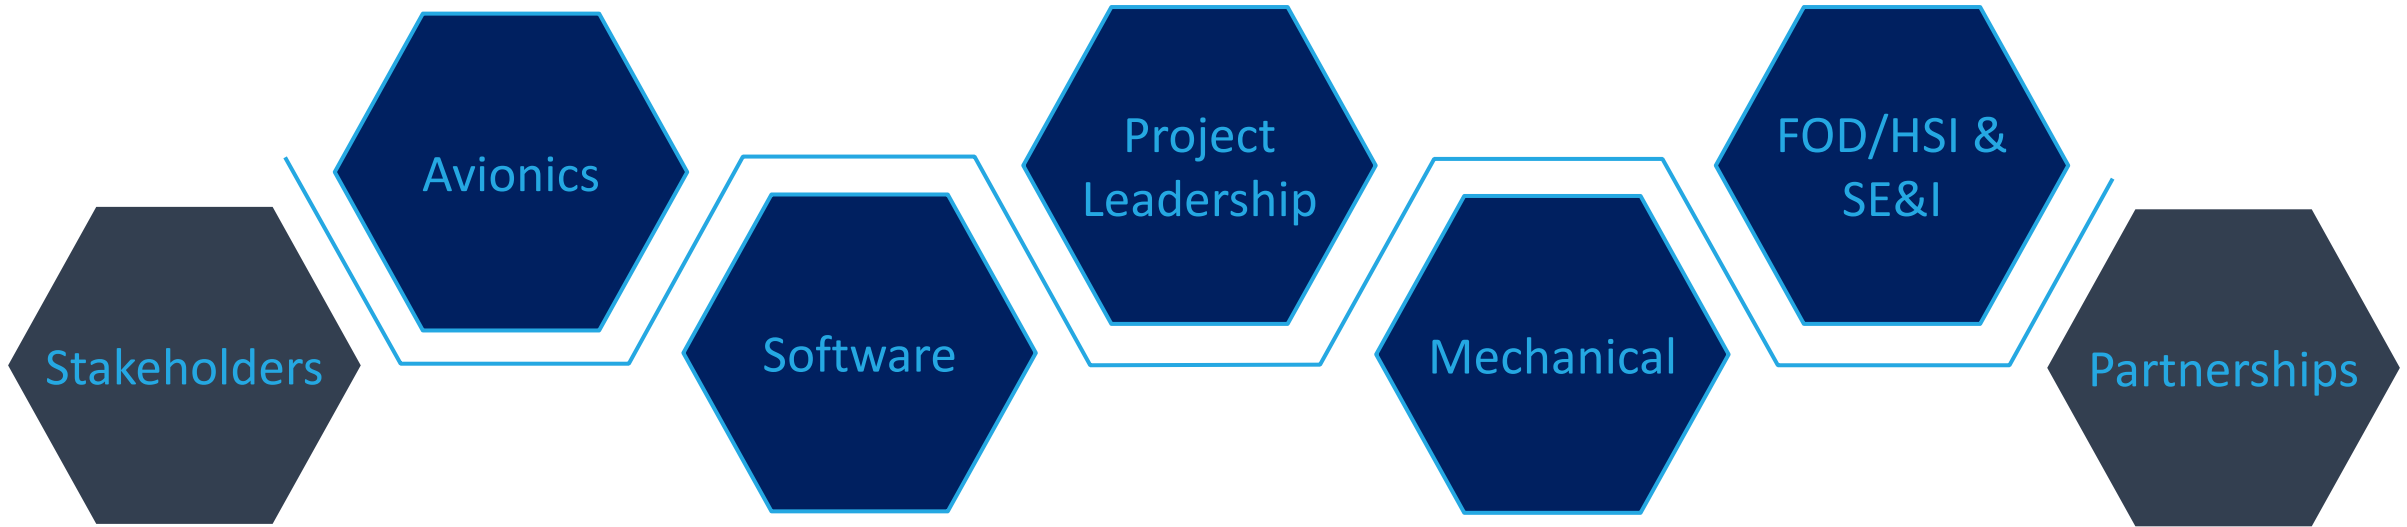 Stakeholders
Avionics
Software
Project
Leadership
Mechanical
FOD/HSI &
SE&I
Partnerships